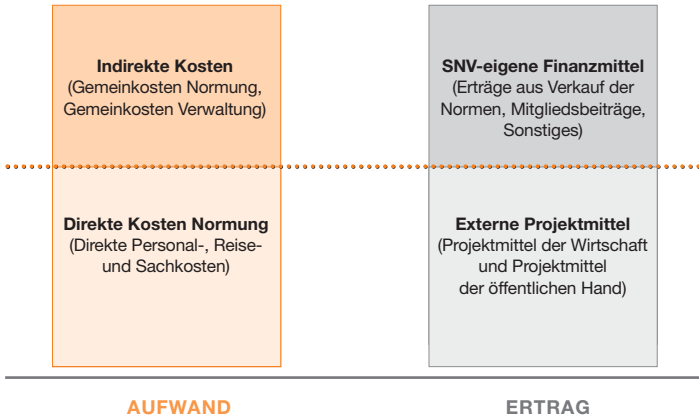 Indirekte Kosten
(Gemeinkosten Normung,
Gemeinkosten Verwaltung)
SNV-eigene Finanzmittel
(Erträge aus Verkauf der
Normen, Mitgliedsbeiträge,
Sonstiges)
Direkte Kosten Normung
(Direkte Personal-, Reise-
und Sachkosten)
Externe Projektmittel
(Projektmittel der Wirtschaft
und Projektmittel
der öffentlichen Hand)
AUFWAND
ERTRAG